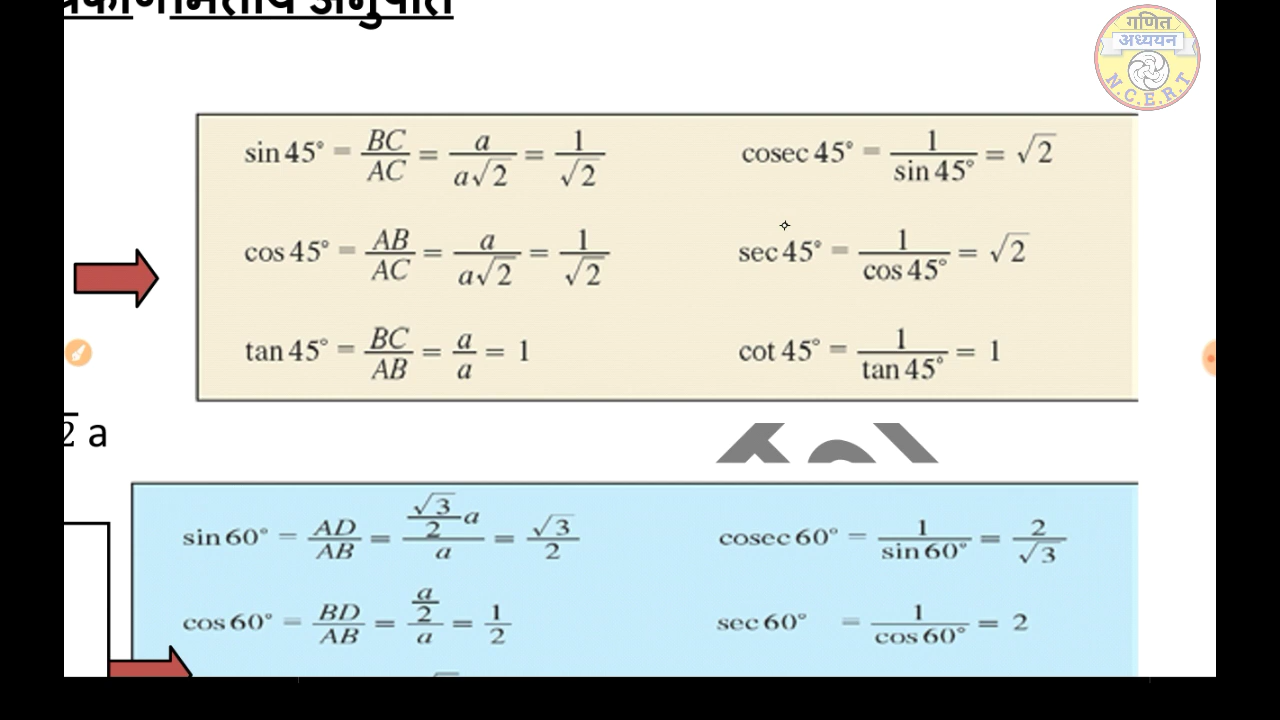 अनुपात
गणित
अध्ययन
N.C.E.R.T
sin 45° = BC/AC = a/a√2 = 1/√2
cosec 45° = 1/sin 45° = √2
cos 45° = AB/AC = a/a√2 = 1/√2
sec 45° = 1/cos 45° = √2
tan 45° = BC/AB = a/a = 1
cot 45° = 1/tan 45° = 1
√2 a
sin 60° = AD/AB = (√3/2 a)/a = √3/2
cosec 60° = 1/sin 60° = 2/√3
cos 60° = BD/AB = (a/2)/a = 1/2
sec 60° = 1/cos 60° = 2